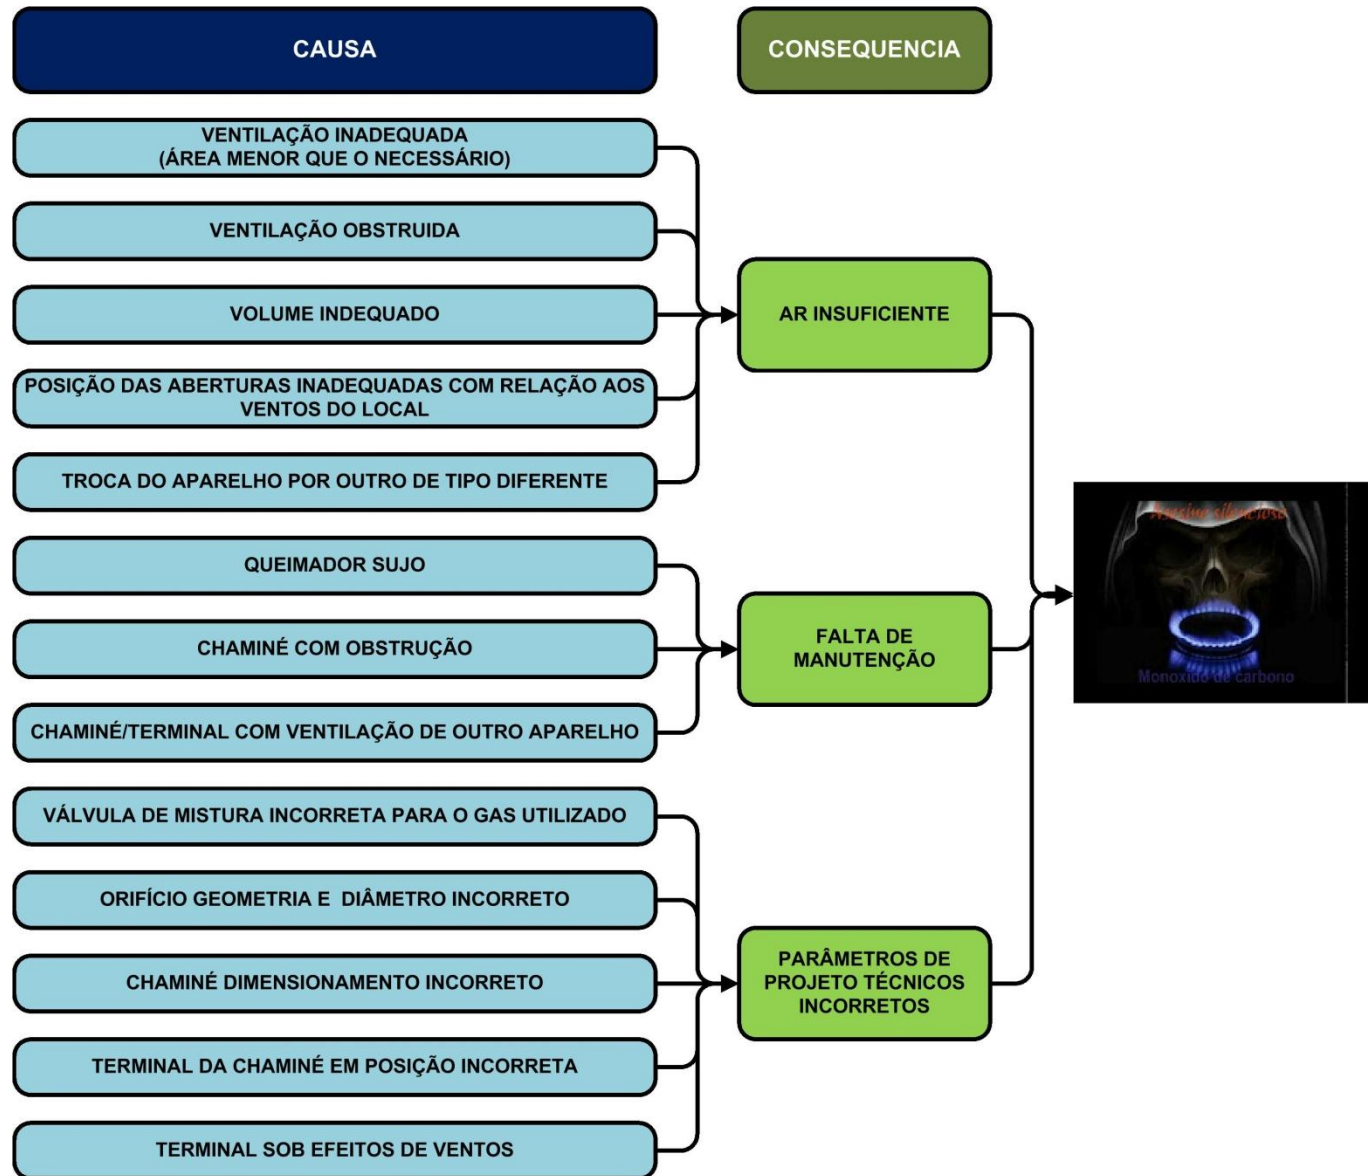 CAUSA
CONSEQUENCIA
VENTILAÇÃO INADEQUADA
(ÁREA MENOR QUE O NECESSÁRIO)
VENTILAÇÃO OBSTRUIDA
VOLUME INDEQUADO
POSIÇÃO DAS ABERTURAS INADEQUADAS COM RELAÇÃO AOS
VENTOS DO LOCAL
TROCA DO APARELHO POR OUTRO DE TIPO DIFERENTE
AR INSUFICIENTE
QUEIMADOR SUJO
CHAMINÉ COM OBSTRUÇÃO
CHAMINÉ/TERMINAL COM VENTILAÇÃO DE OUTRO APARELHO
FALTA DE
MANUTENÇÃO
VÁLVULA DE MISTURA INCORRETA PARA O GAS UTILIZADO
ORIFÍCIO GEOMETRIA E DIÂMETRO INCORRETO
CHAMINÉ DIMENSIONAMENTO INCORRETO
TERMINAL DA CHAMINÉ EM POSIÇÃO INCORRETA
TERMINAL SOB EFEITOS DE VENTOS
PARÂMETROS DE
PROJETO TÉCNICOS
INCORRETOS
Asesino silencioso
Monoxido de carbono